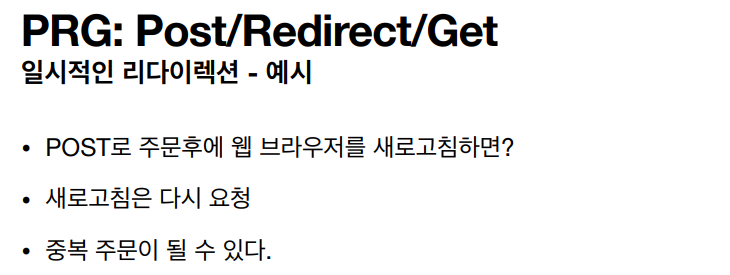 PRG: Post/Redirect/Get
일시적인 리다이렉션 - 예시
• POST로 주문후에 웹 브라우저를 새로고침하면?
• 새로고침은 다시 요청
• 중복 주문이 될 수 있다.